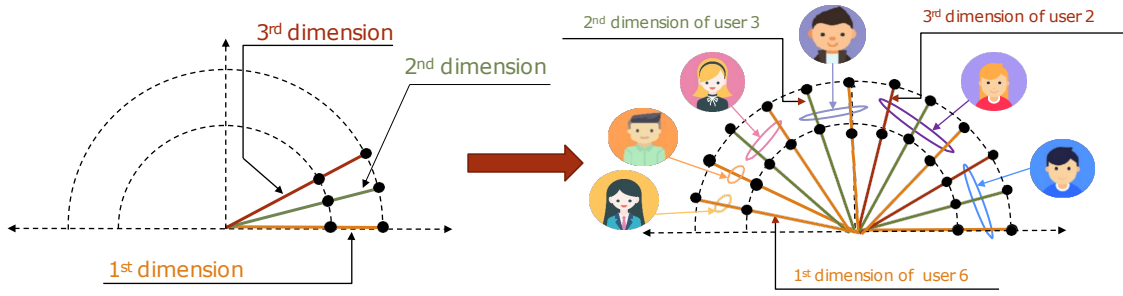 3rd dimension
2nd dimension
1st dimension
2nd dimension of user 3
3rd dimension of user 2
1st dimension of user 6